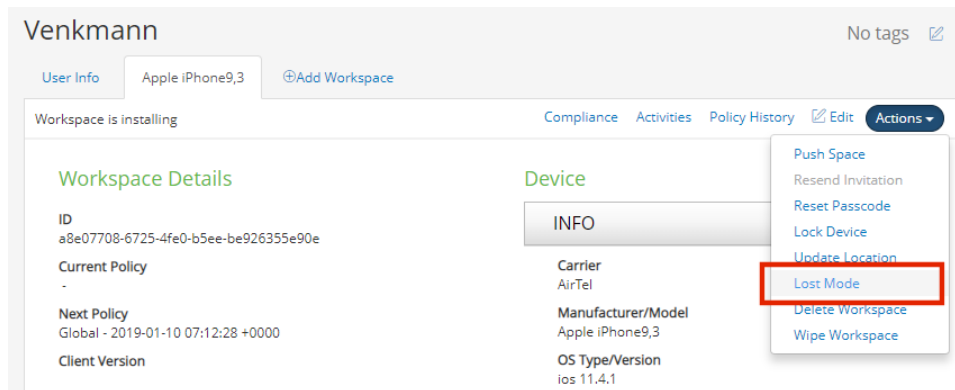 Venkmann
No tags
User Info Apple iPhone9,3 Add Workspace
Workspace is installing
Compliance Activities Policy History Edit Actions
Push Space
Resend Invitation
Reset Passcode
Lock Device
Update Location
Lost Mode
Delete Workspace
Wipe Workspace
Workspace Details
ID
a8e07708-6725-4fe0-b5ee-be926355e90e
Current Policy
-
Next Policy
Global - 2019-01-10 07:12:28 +0000
Client Version
Device
INFO
Carrier
AirTel
Manufacturer/Model
Apple iPhone9,3
OS Type/Version
ios 11.4.1